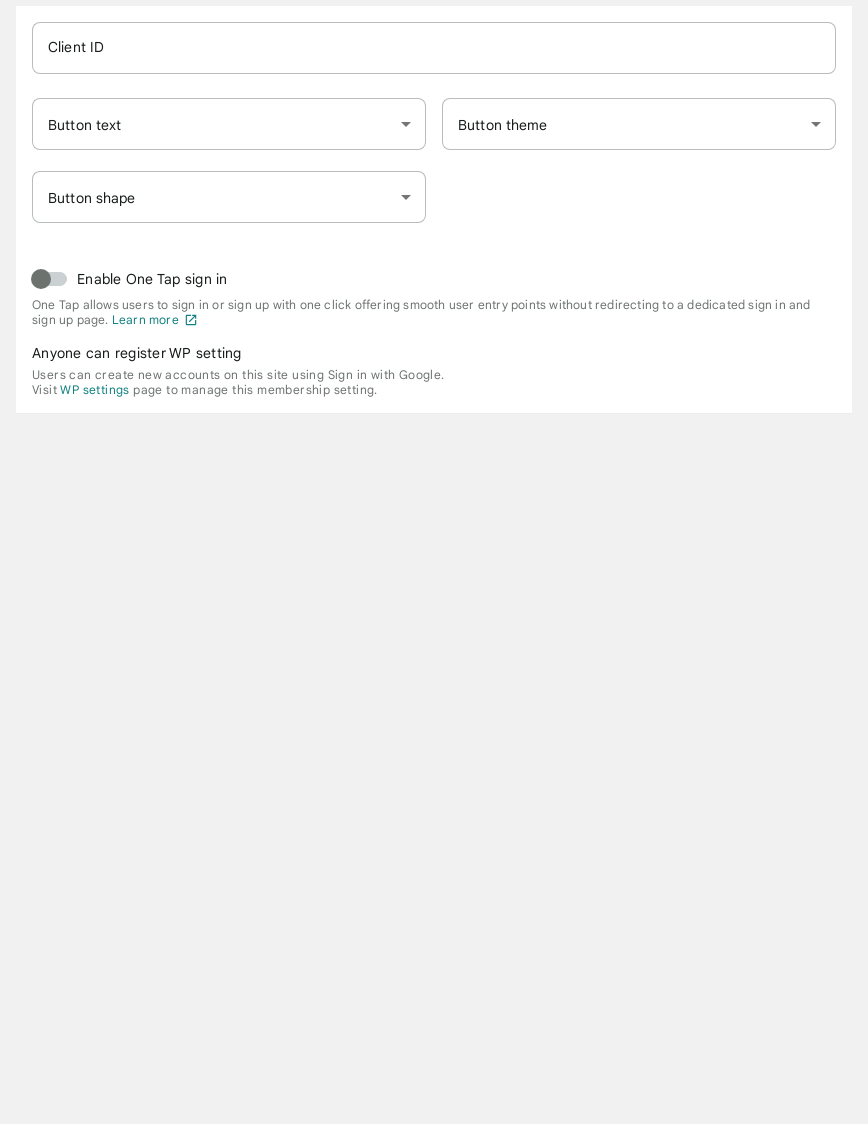 Client ID
Button text
Button theme
Button shape
Enable One Tap sign in
One Tap allows users to sign in or sign up with one click offering smooth user entry points without redirecting to a dedicated sign in and
sign up page. Learn more
Anyone can register WP setting
Users can create new accounts on this site using Sign in with Google.
Visit WP settings page to manage this membership setting.